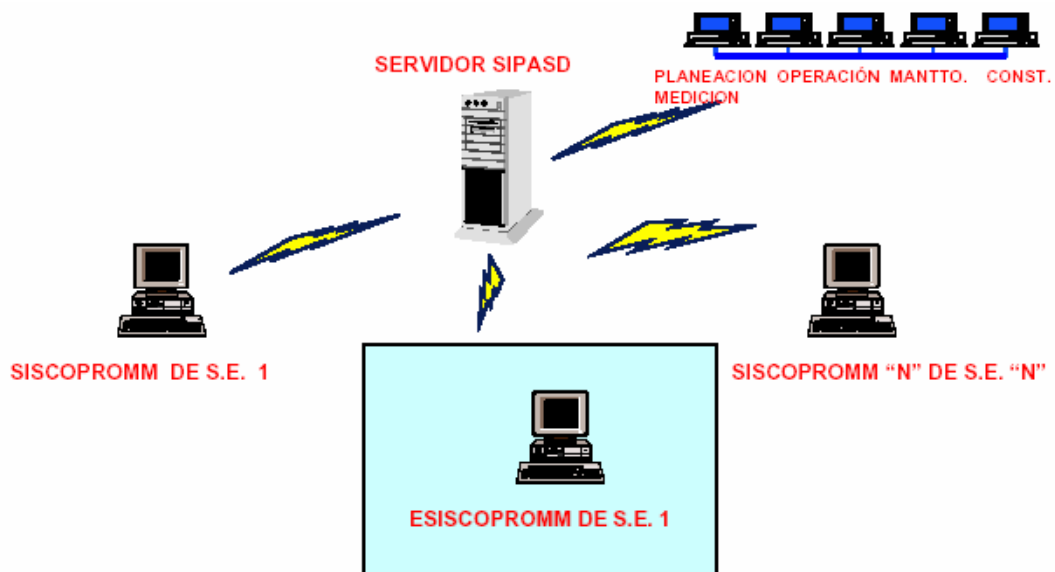 SERVIDOR SIPASD
PLANEACION OPERACIÓN MANTTO. CONST.
MEDICION
SISCOPROMM DE S.E. 1
SISCOPROMM “N” DE S.E. “N”
ESISCOPROMM DE S.E. 1